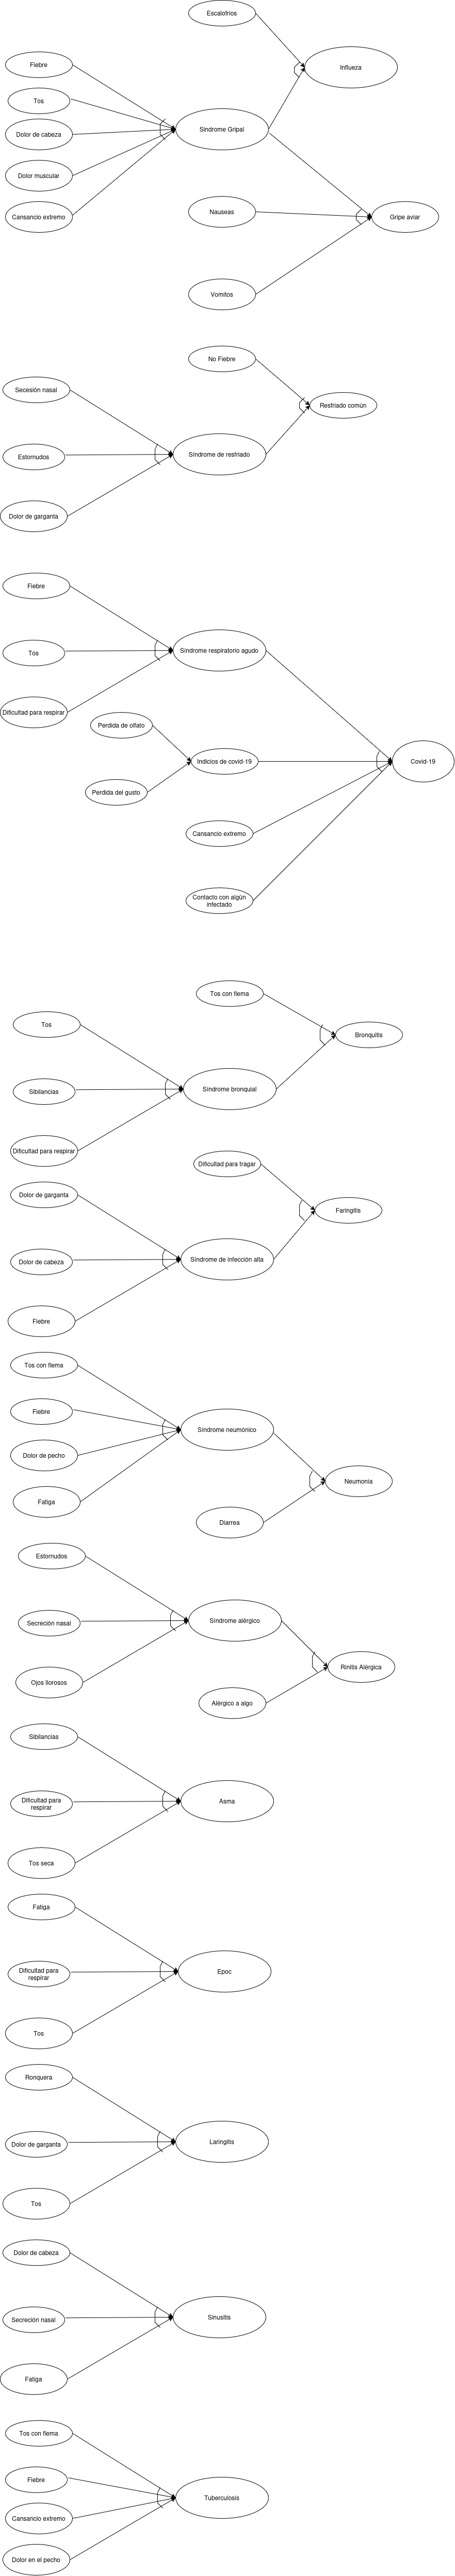 Escalofrios
Influeza
Fiebre
Tos
Dolor de cabeza
Síndrome Gripal
Dolor muscular
Cansancio extremo
Nauseas
Gripe aviar
Vomitos
No Fiebre
Secesión nasal
Resfriado común
Estornudos
Síndrome de resfriado
Dolor de garganta
Fiebre
Tos
Síndrome respiratorio agudo
Dificultad para respirar
Perdida de olfato
Indicios de covid-19
Covid-19
Perdida del gusto
Cansancio extremo
Contacto con algún
infectado
Tos con flema
Tos
Bronquitis
Sibilancias
Síndrome bronquial
Dificultad para respirar
Dificultad para tragar
Dolor de garganta
Faringitis
Dolor de cabeza
Síndrome de infección alta
Fiebre
Tos con flema
Fiebre
Síndrome neumónico
Dolor de pecho
Neumonia
Fatiga
Diarrea
Estornudos
Secreción nasal
Síndrome alérgico
Rinitis Alérgica
Ojos llorosos
Alérgico a algo
Sibilancias
Dificultad para
respirar
Asma
Tos seca
Fatiga
Dificultad para
respirar
Epoc
Tos
Ronquera
Dolor de garganta
Laringitis
Tos
Dolor de cabeza
Secreción nasal
Sinusitis
Fatiga
Tos con flema
Fiebre
Tuberculosis
Cansancio extremo
Dolor en el pecho